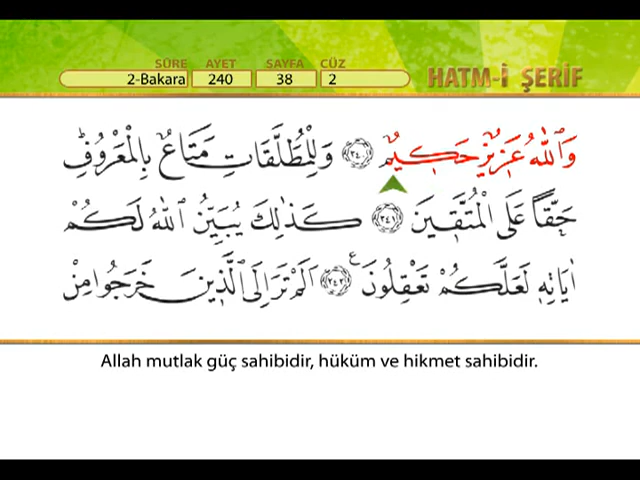 SÛRE AYET SAYFA CÜZ
2-Bakara 240 38 2
HATM-İ ŞERİF
وَاللّٰهُ عَزِيزٌ حَكِيمٌ ﴿٢٤٠﴾ وَلِلْمُطَلَّقَاتِ مَتَاعٌ بِالْمَعْرُوفِۜ
حَقًّا عَلَى الْمُتَّقِينَ ﴿٢٤١﴾ كَذٰلِكَ يُبَيِّنُ اللّٰهُ لَكُمْ
اٰيَاتِهِ لَعَلَّكُمْ تَعْقِلُونَ ع ﴿٢٤٢﴾ اَلَمْ تَرَ اِلَى الَّذِينَ خَرَجُوا مِنْ
Allah mutlak güç sahibidir, hüküm ve hikmet sahibidir.